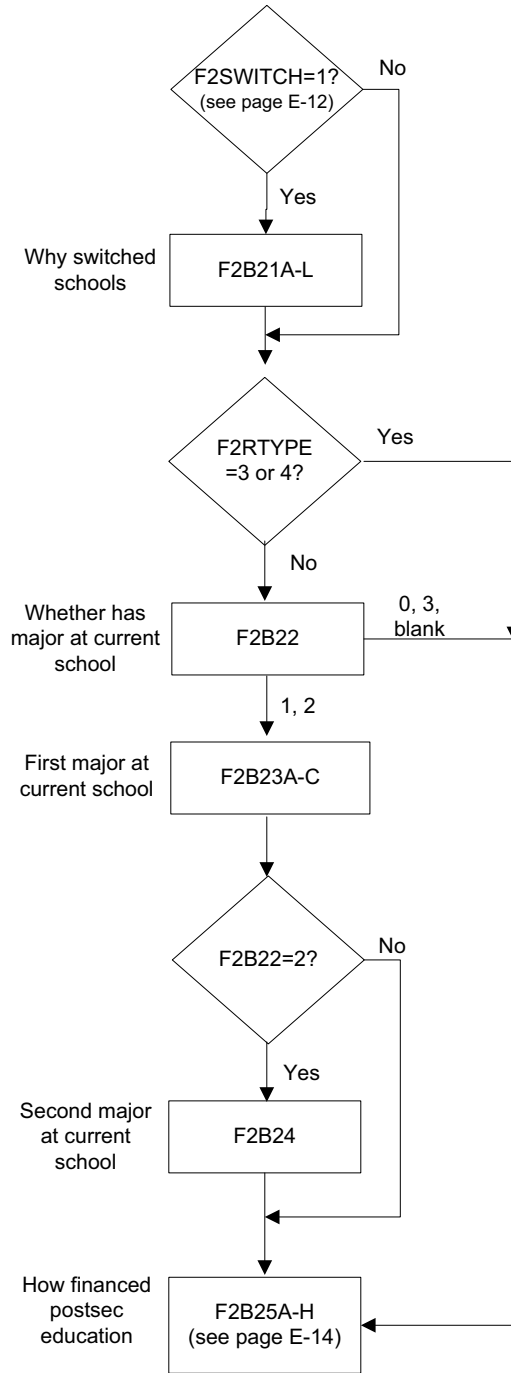 F2SWITCH=1?
(see page E-12)
No
Yes
Why switched
schools
F2B21A-L
F2RTYPE
=3 or 4?
Yes
No
Whether has
major at current
school
F2B22
0, 3,
blank
1, 2
First major at
current school
F2B23A-C
F2B22=2?
No
Yes
Second major
at current
school
F2B24
How financed
postsec
education
F2B25A-H
(see page E-14)